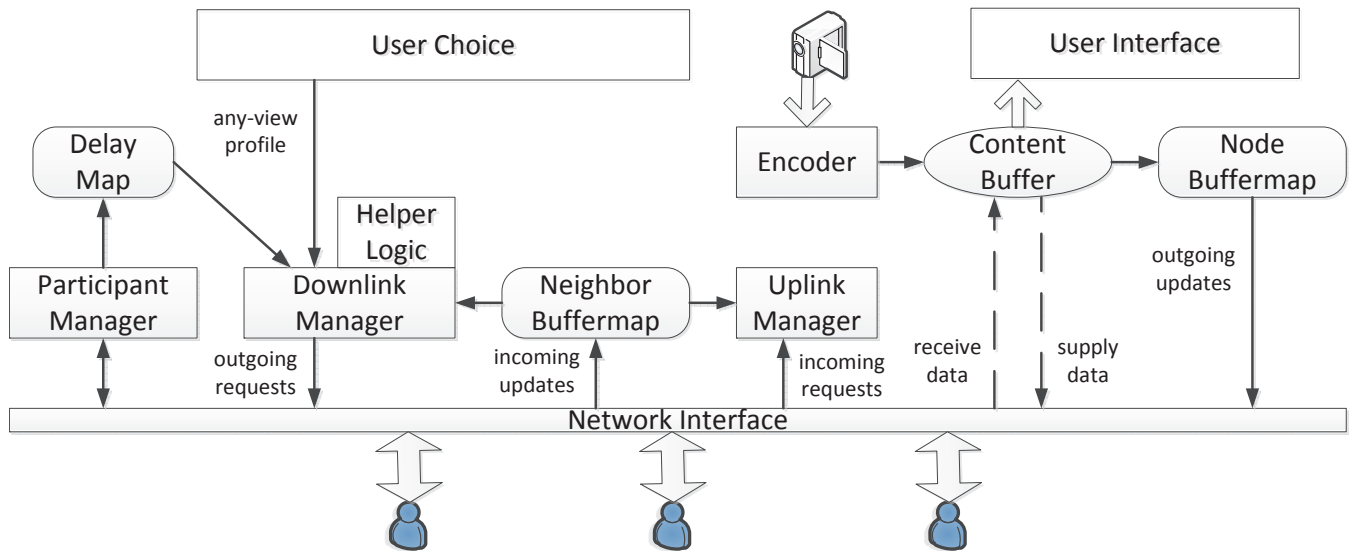 User Choice
User Interface
any-view
profile
Delay
Map
Encoder
Content
Buffer
Node
Buffermap
Helper
Logic
Participant
Manager
Downlink
Manager
Neighbor
Buffermap
Uplink
Manager
outgoing
updates
outgoing
requests
incoming
updates
incoming
requests
receive
data
supply
data
Network Interface